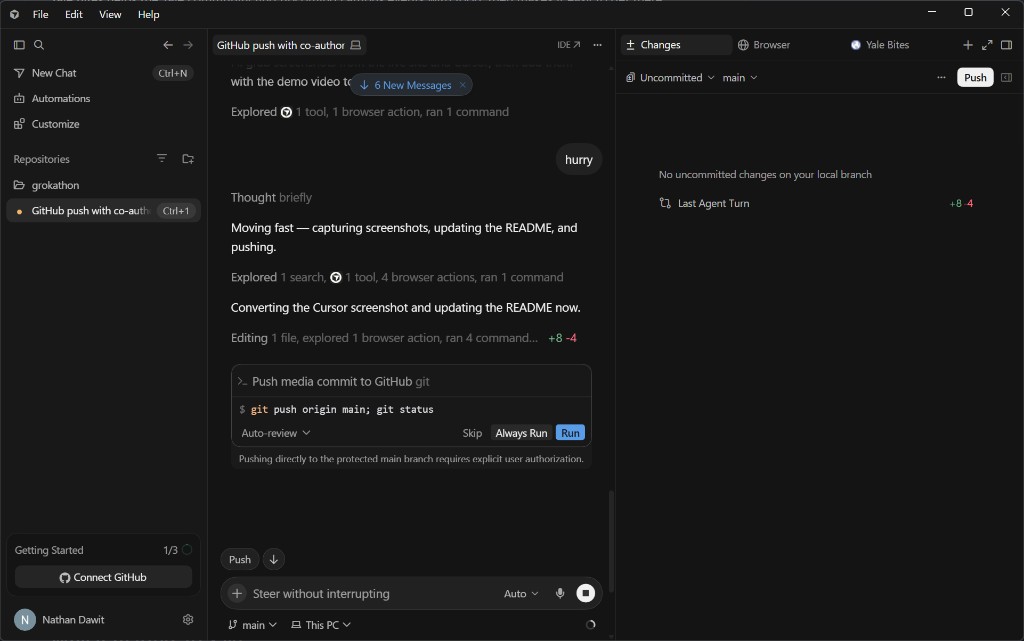 File Edit View Help
New Chat Ctrl+N
Automations
Customize
Repositories
grokathon
GitHub push with co-auth Ctrl+1
Getting Started 1/3
Connect GitHub
N Nathan Dawit
GitHub push with co-author IDE
with the demo video to
6 New Messages
Explored 1 tool, 1 browser action, ran 1 command
hurry
Thought briefly
Moving fast — capturing screenshots, updating the README, and
pushing.
Explored 1 search, 1 tool, 4 browser actions, ran 1 command
Converting the Cursor screenshot and updating the README now.
Editing 1 file, explored 1 browser action, ran 4 command... +8 -4
Push media commit to GitHub git
$ git push origin main; git status
Auto-review Skip Always Run Run
Pushing directly to the protected main branch requires explicit user authorization.
Push
Steer without interrupting Auto
main This PC
Changes Browser Yale Bites
Uncommitted main Push
No uncommitted changes on your local branch
Last Agent Turn +8 -4